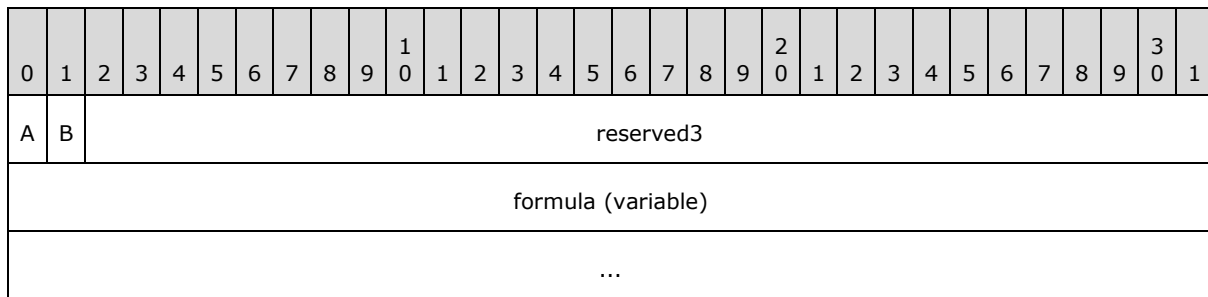 1 2 3
0 1 2 3 4 5 6 7 8 9 0 1 2 3 4 5 6 7 8 9 0 1 2 3 4 5 6 7 8 9 0 1
A B reserved3
formula (variable)
...